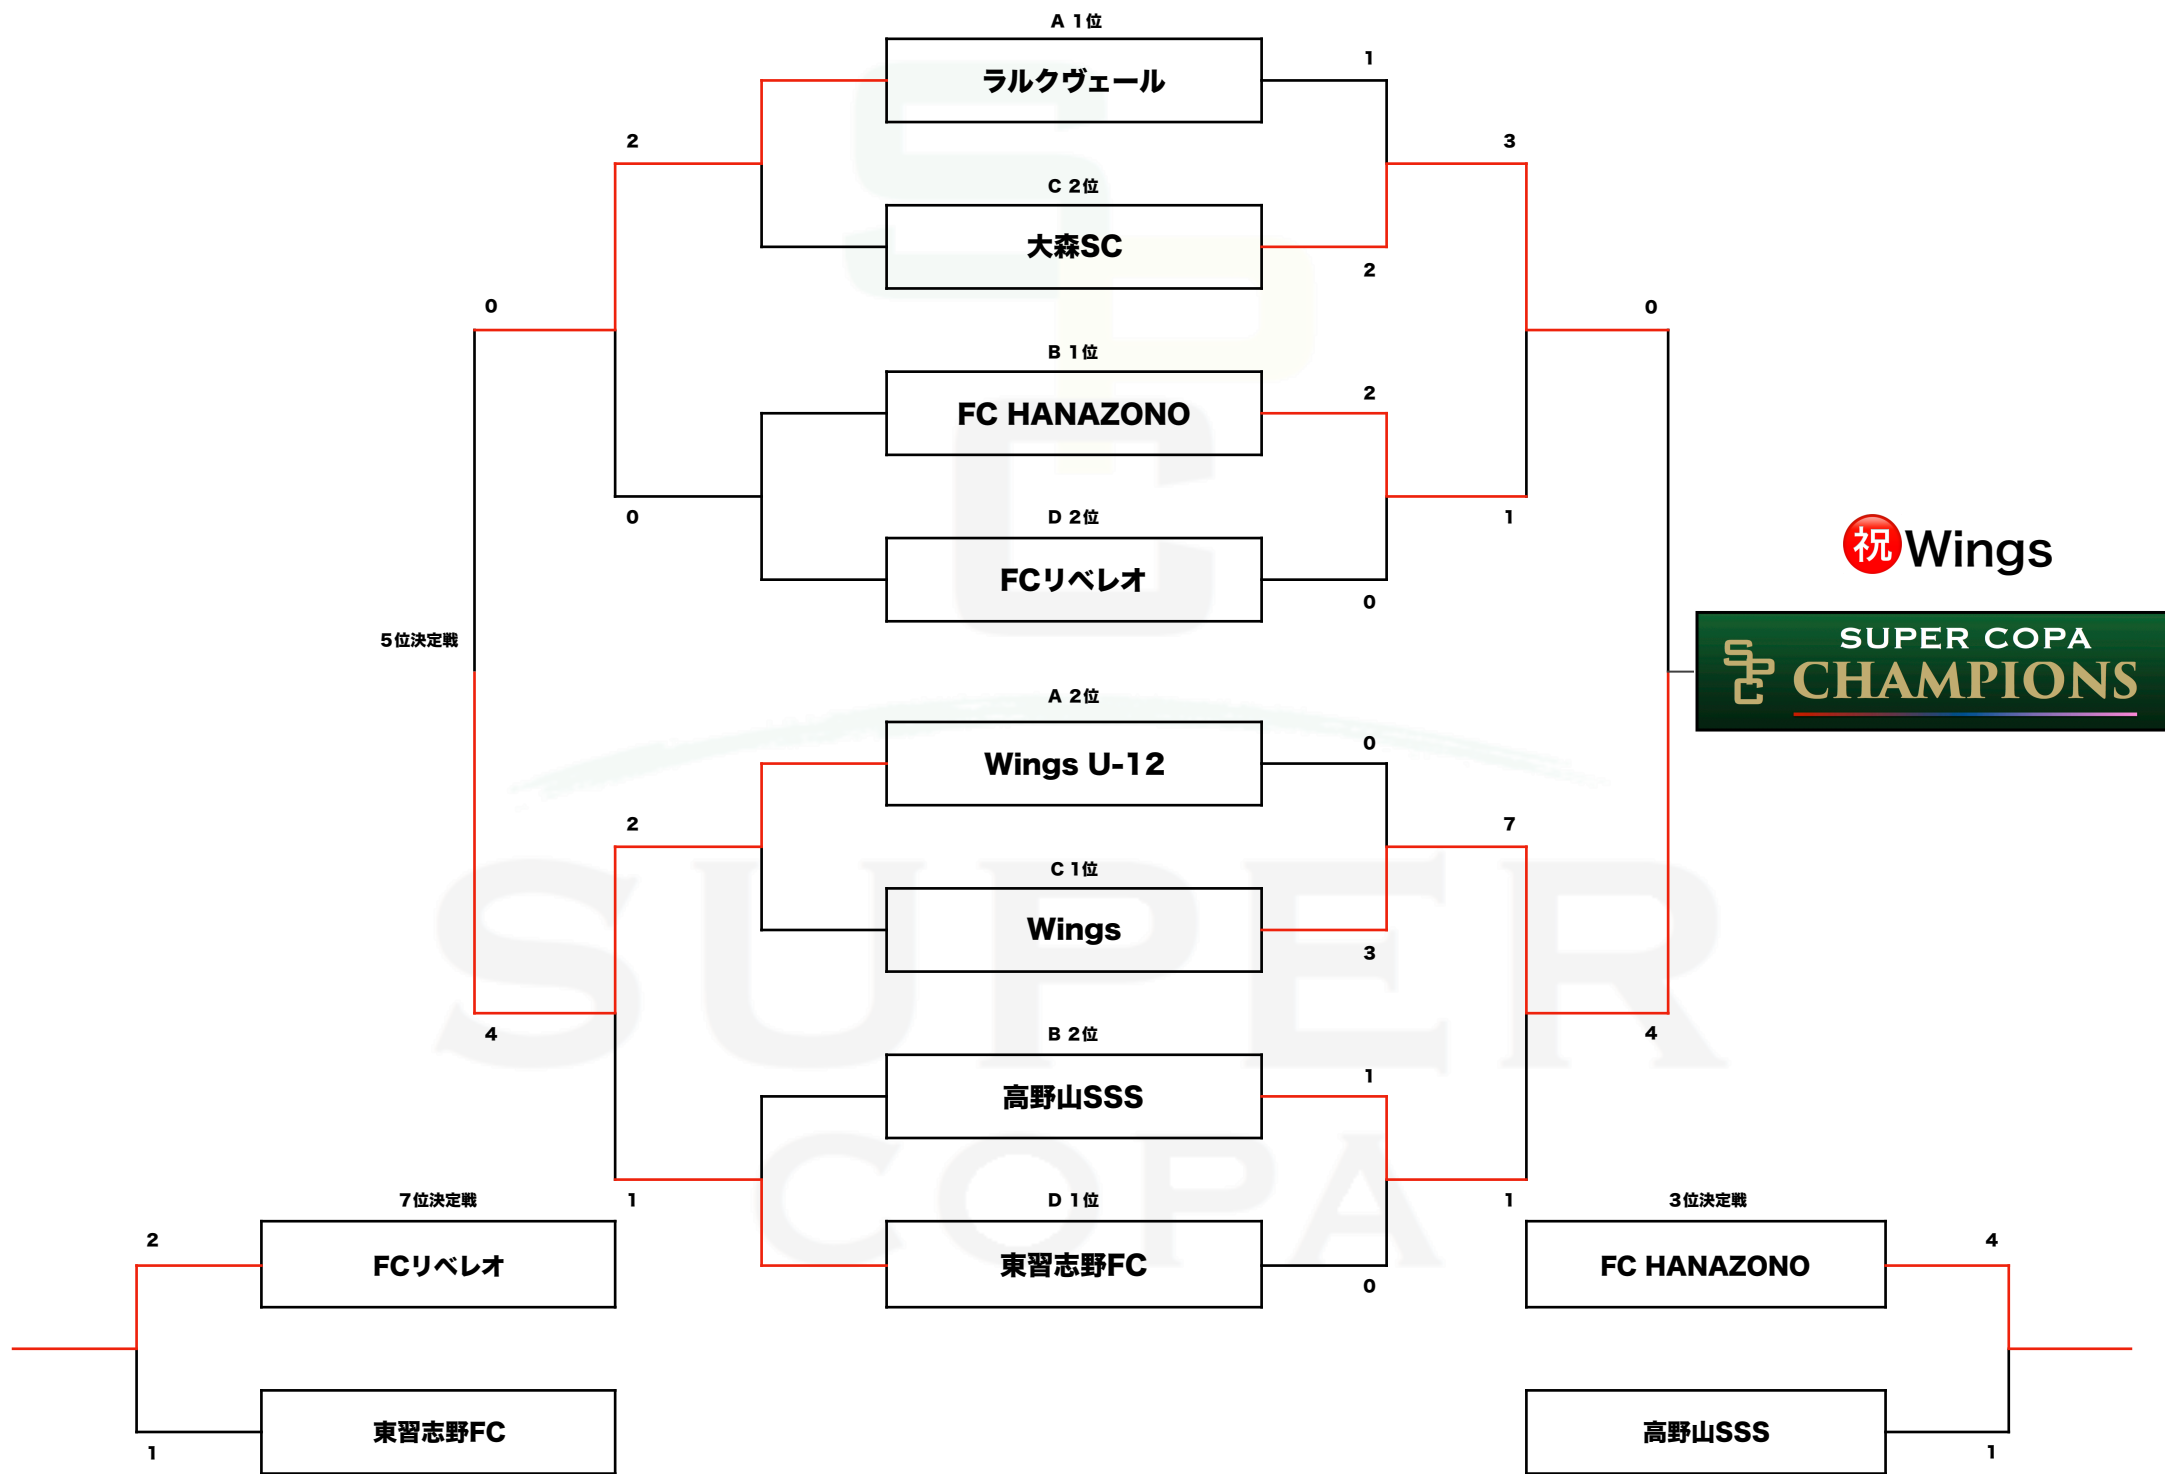 A 1位
ラルクヴェール
1
2
3
C 2位
大森SC
2
0
0
B 1位
FC HANAZONO
2
D 2位
0
1
FCリベレオ
0
祝Wings
SUPER COPA
SPC
CHAMPIONS
5位決定戦
A 2位
Wings U-12
0
2
7
C 1位
Wings
3
B 2位
4
4
高野山SSS
1
D 1位
7位決定戦
1
1
3位決定戦
2
FCリベレオ
東習志野FC
0
FC HANAZONO
4
東習志野FC
1
高野山SSS
1
SPC
SUPER
COPA